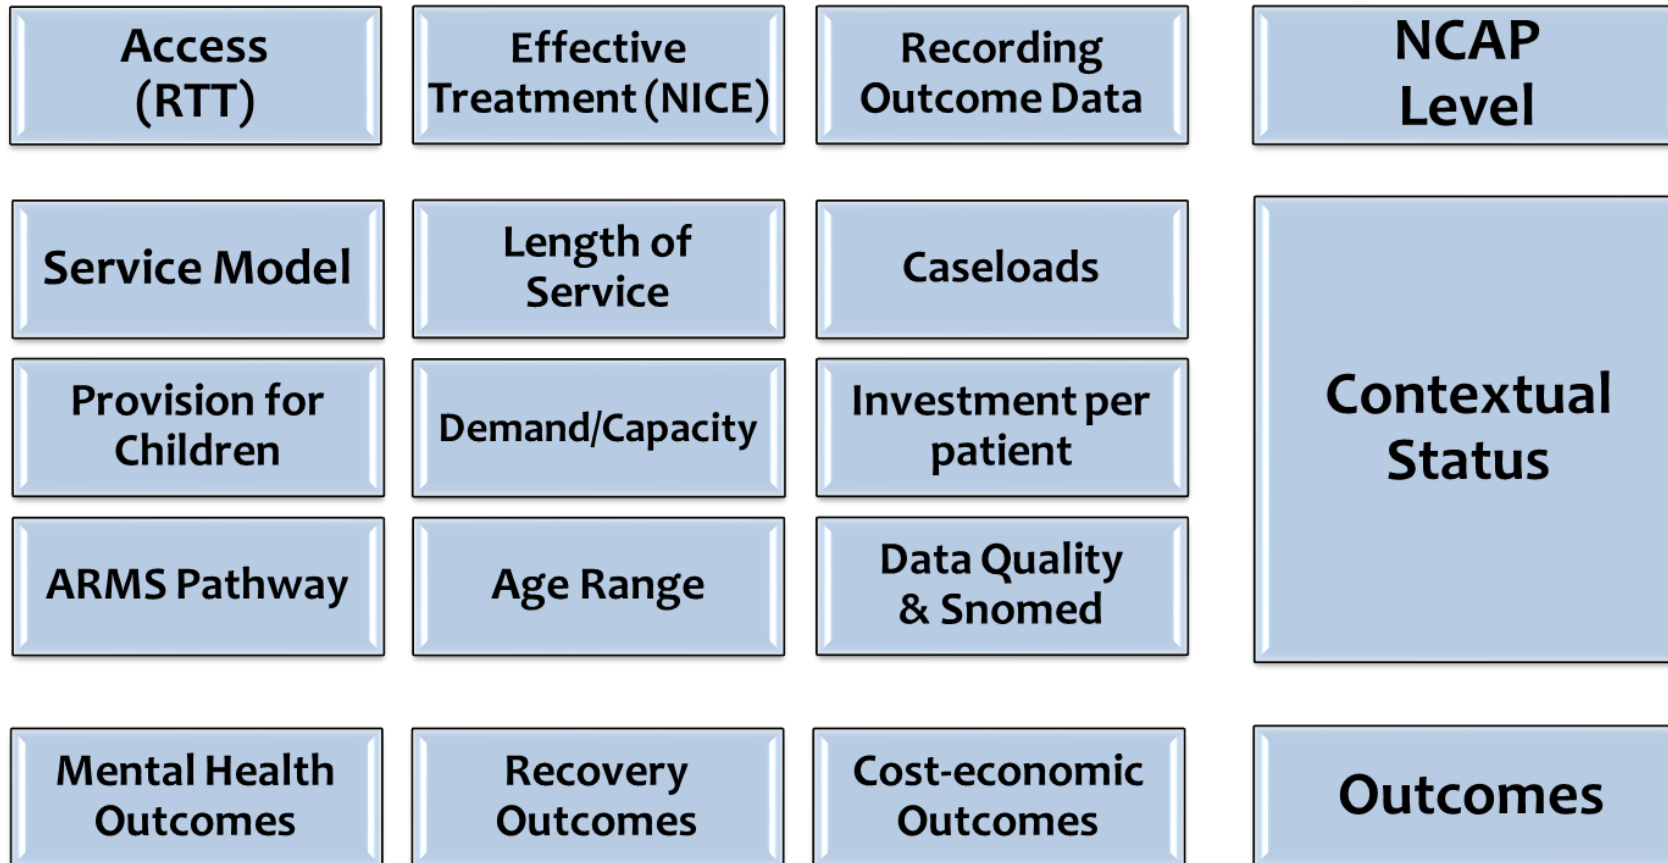 Access
(RTT)
Effective
Treatment (NICE)
Recording
Outcome Data
NCAP
Level
Service Model
Length of
Service
Caseloads
Provision for
Children
Demand/Capacity
Investment per
patient
Contextual
Status
ARMS Pathway
Age Range
Data Quality
& Snomed
Mental Health
Outcomes
Recovery
Outcomes
Cost-economic
Outcomes
Outcomes